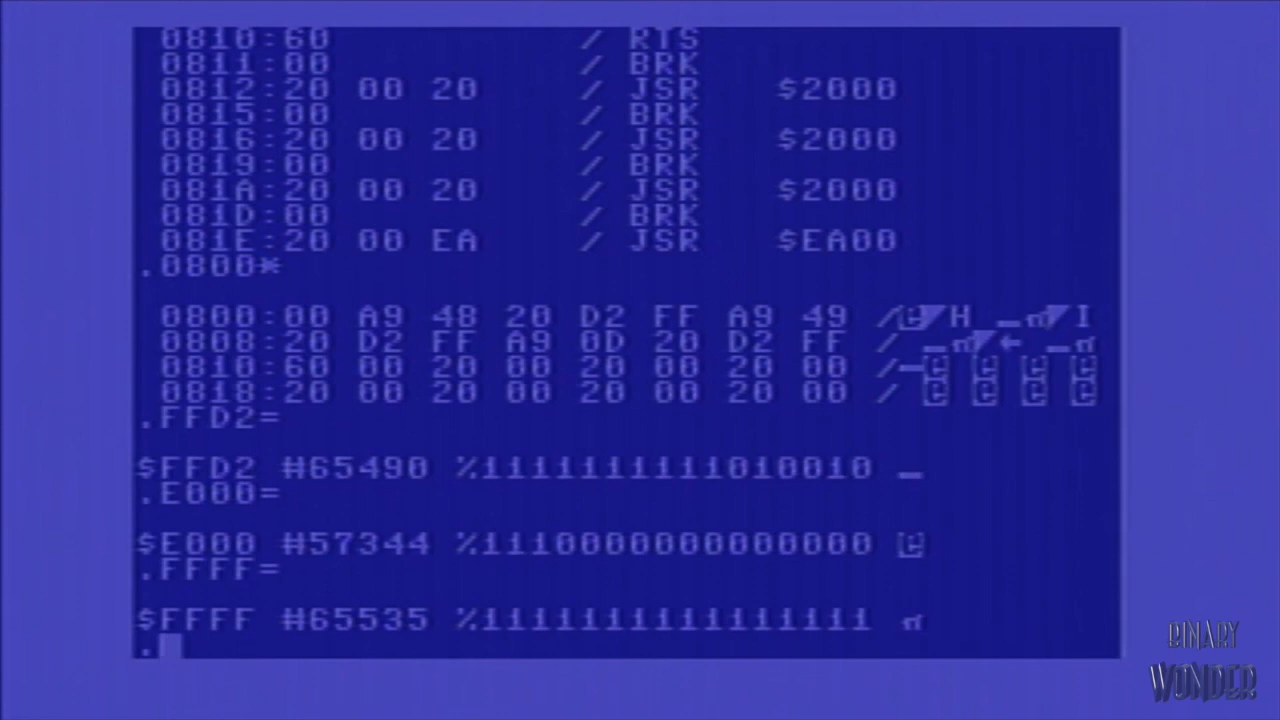 0810:60 / RTS
0811:00 / BRK
0812:20 00 20 / JSR $2000
0815:00 / BRK
0816:20 00 20 / JSR $2000
0819:00 / BRK
081A:20 00 20 / JSR $2000
081D:00 / BRK
081E:20 00 EA / JSR $EA00
.0800*
0800:00 A9 48 20 D2 FF A9 49 / H I
0808:20 D2 FF A9 0D 20 D2 FF / ←
0810:60 00 20 00 20 00 20 00 /
0818:20 00 20 00 20 00 20 00 /
.FFD2=
$FFD2 #65490 %1111111111010010
.E000=
$E000 #57344 %1110000000000000
.FFFF=
$FFFF #65535 %1111111111111111
.
BINARY
WONDER